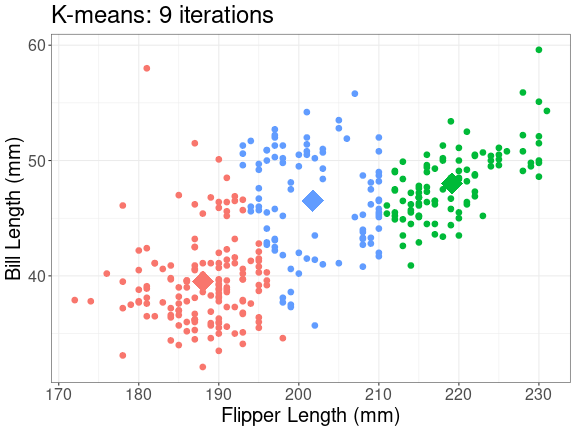 K-means: 9 iterations
60
50
40
Bill Length (mm)
170 180 190 200 210 220 230
Flipper Length (mm)